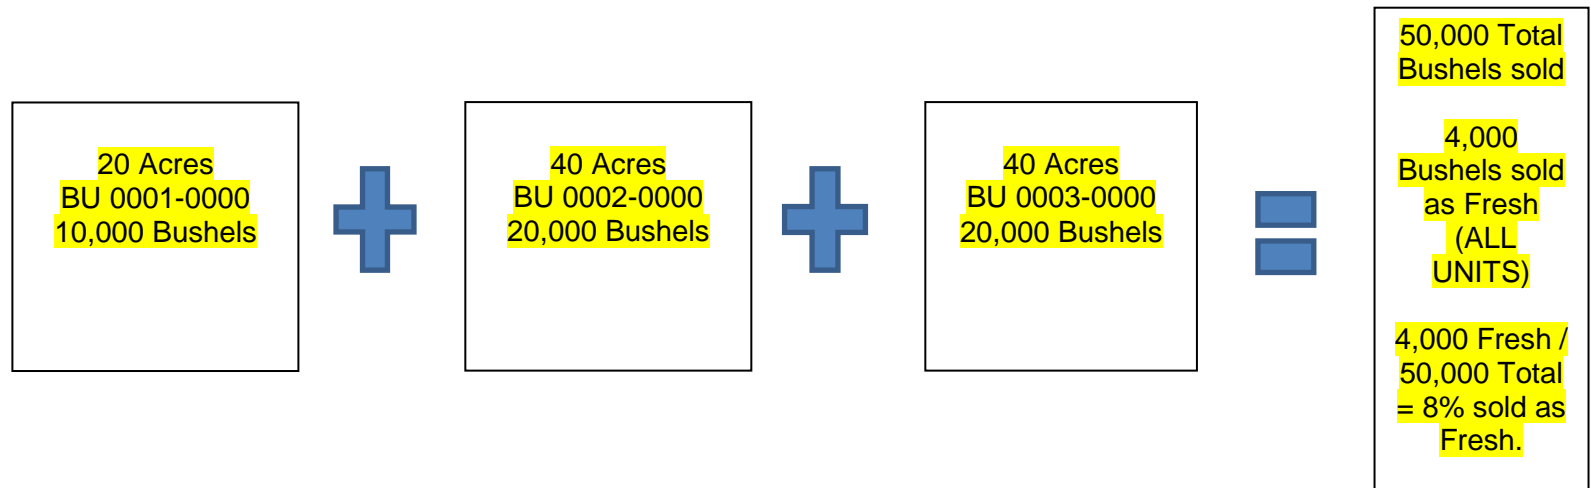 20 Acres
BU 0001-0000
10,000 Bushels
40 Acres
BU 0002-0000
20,000 Bushels
40 Acres
BU 0003-0000
20,000 Bushels
50,000 Total
Bushels sold
4,000
Bushels sold
as Fresh
(ALL
UNITS)
4,000 Fresh /
50,000 Total
= 8% sold as
Fresh.